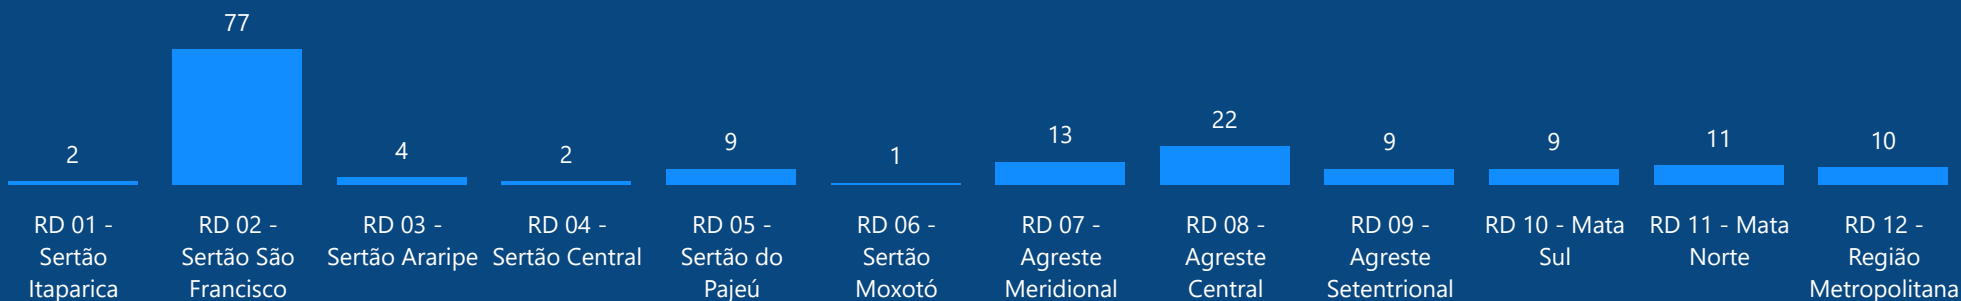 77
22
13
11
10
9
9
9
4
2
2
1
RD 01 -
Sertão
Itaparica
RD 02 -
Sertão São
Francisco
RD 03 -
Sertão Araripe
RD 04 -
Sertão Central
RD 05 -
Sertão do
Pajeú
RD 06 -
Sertão
Moxotó
RD 07 -
Agreste
Meridional
RD 08 -
Agreste
Central
RD 09 -
Agreste
Setentrional
RD 10 - Mata
Sul
RD 11 - Mata
Norte
RD 12 -
Região
Metropolitana